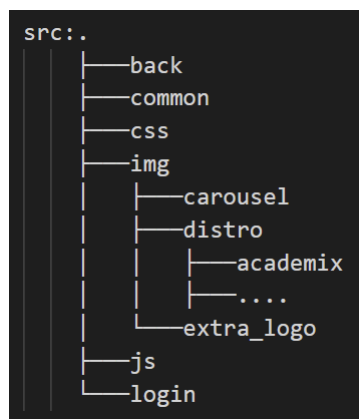 src:.
├───back
├───common
├───css
├───img
│   ├───carousel
│   ├───distro
│   │   ├───academix
│   │   ├───....
│   └───extra_logo
├───js
└───login